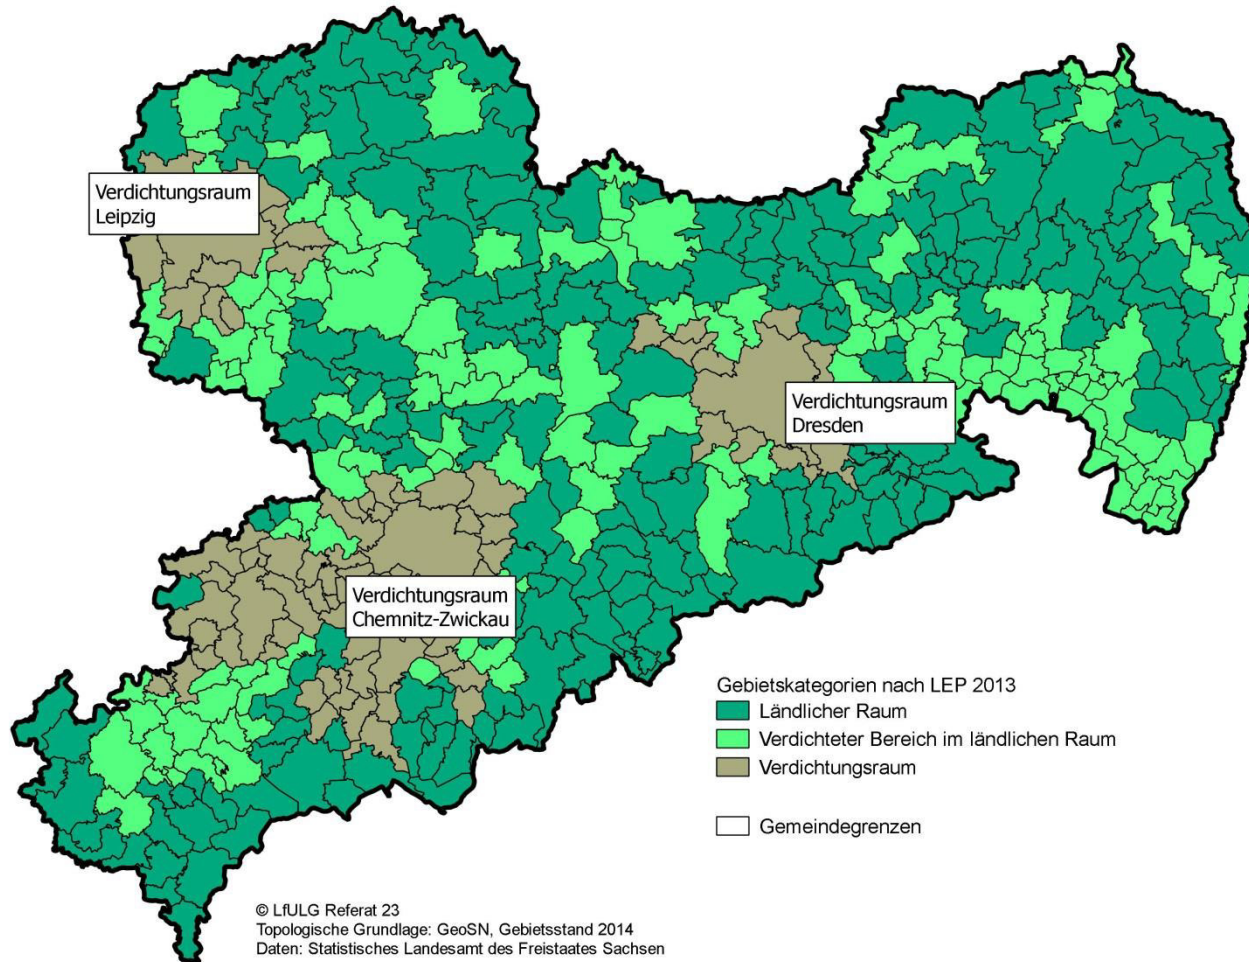 Verdichtungsraum
Leipzig
Verdichtungsraum
Dresden
Verdichtungsraum
Chemnitz-Zwickau
Gebietskategorien nach LEP 2013
Ländlicher Raum
Verdichteter Bereich im ländlichen Raum
Verdichtungsraum
Gemeindegrenzen
© LfULG Referat 23
Topologische Grundlage: GeoSN, Gebietsstand 2014
Daten: Statistisches Landesamt des Freistaates Sachsen